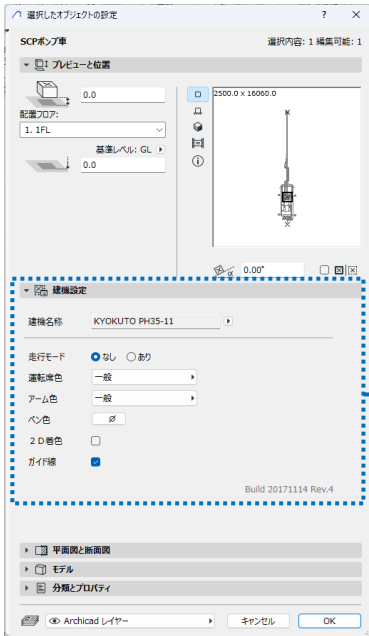 選択したオブジェクトの設定
?
SCPポンプ車
選択内容: 1 編集可能: 1
プレビューと位置
0.0
配置フロア:
1. 1FL
基準レベル: GL
0.0
2500.0 x 16060.0
α 0.00°
建機設定
建機名称 KYOKUTO PH35-11
走行モード なし あり
運転席色 一般
アーム色 一般
ペン色
２Ｄ着色
ガイド線
Build 20171114 Rev.4
平面図と断面図
モデル
分類とプロパティ
Archicad レイヤー
キャンセル
OK